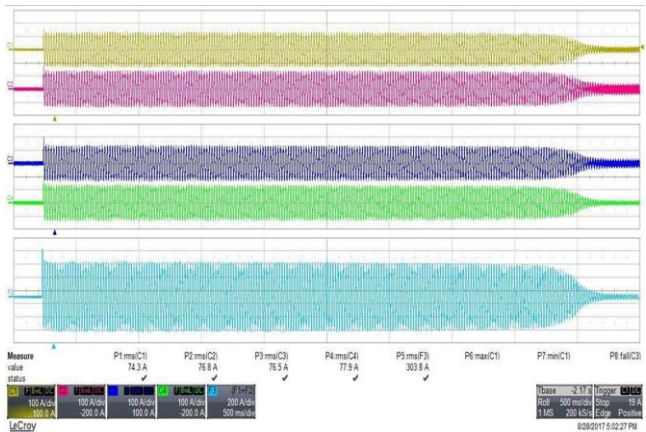 Measure P1:rms(C1) P2:rms(C2) P3:rms(C3) P4:rms(C4) P5:rms(F3) P6:max(C1) P7:min(C1) P8:fall(C3)
value 74.3 A 76.8 A 76.5 A 77.9 A 303.8 A
status
C1 C4 (F1+F2)
100 A/div 100 A/div 100 A/div 100 A/div 200 A/div
100.0 A -200.0 A 100.0 A -200.0 A 500 ms/div
Tbase -2.17 s Trigger
Roll 500 ms/div Stop 19 A
1 MS 200 kS/s Edge Positive
LeCroy
8/28/2017 5:02:27 PM